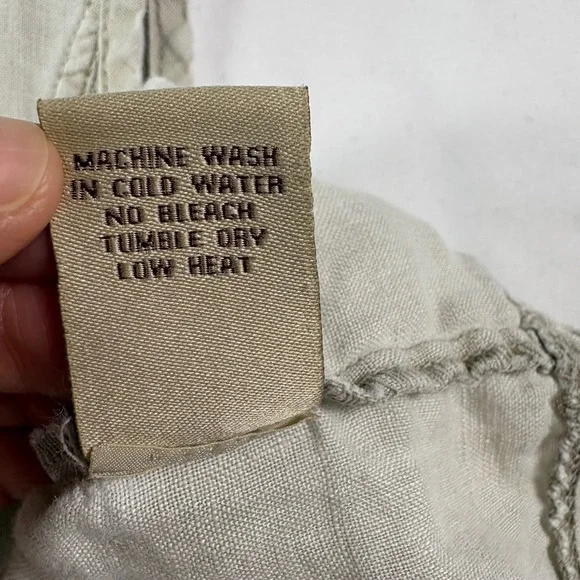 MACHINE WASH
IN COLD WATER
NO BLEACH
TUMBLE DRY
LOW HEAT